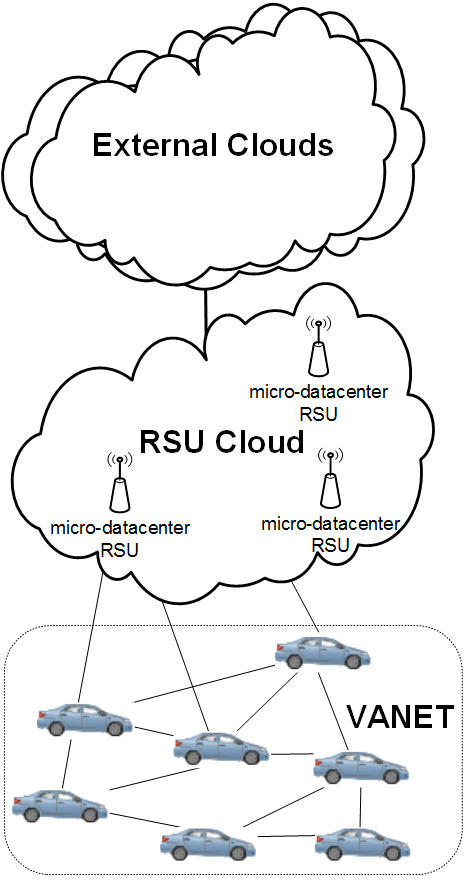 External Clouds
micro-datacenter
RSU
RSU Cloud
micro-datacenter
RSU
micro-datacenter
RSU
VANET